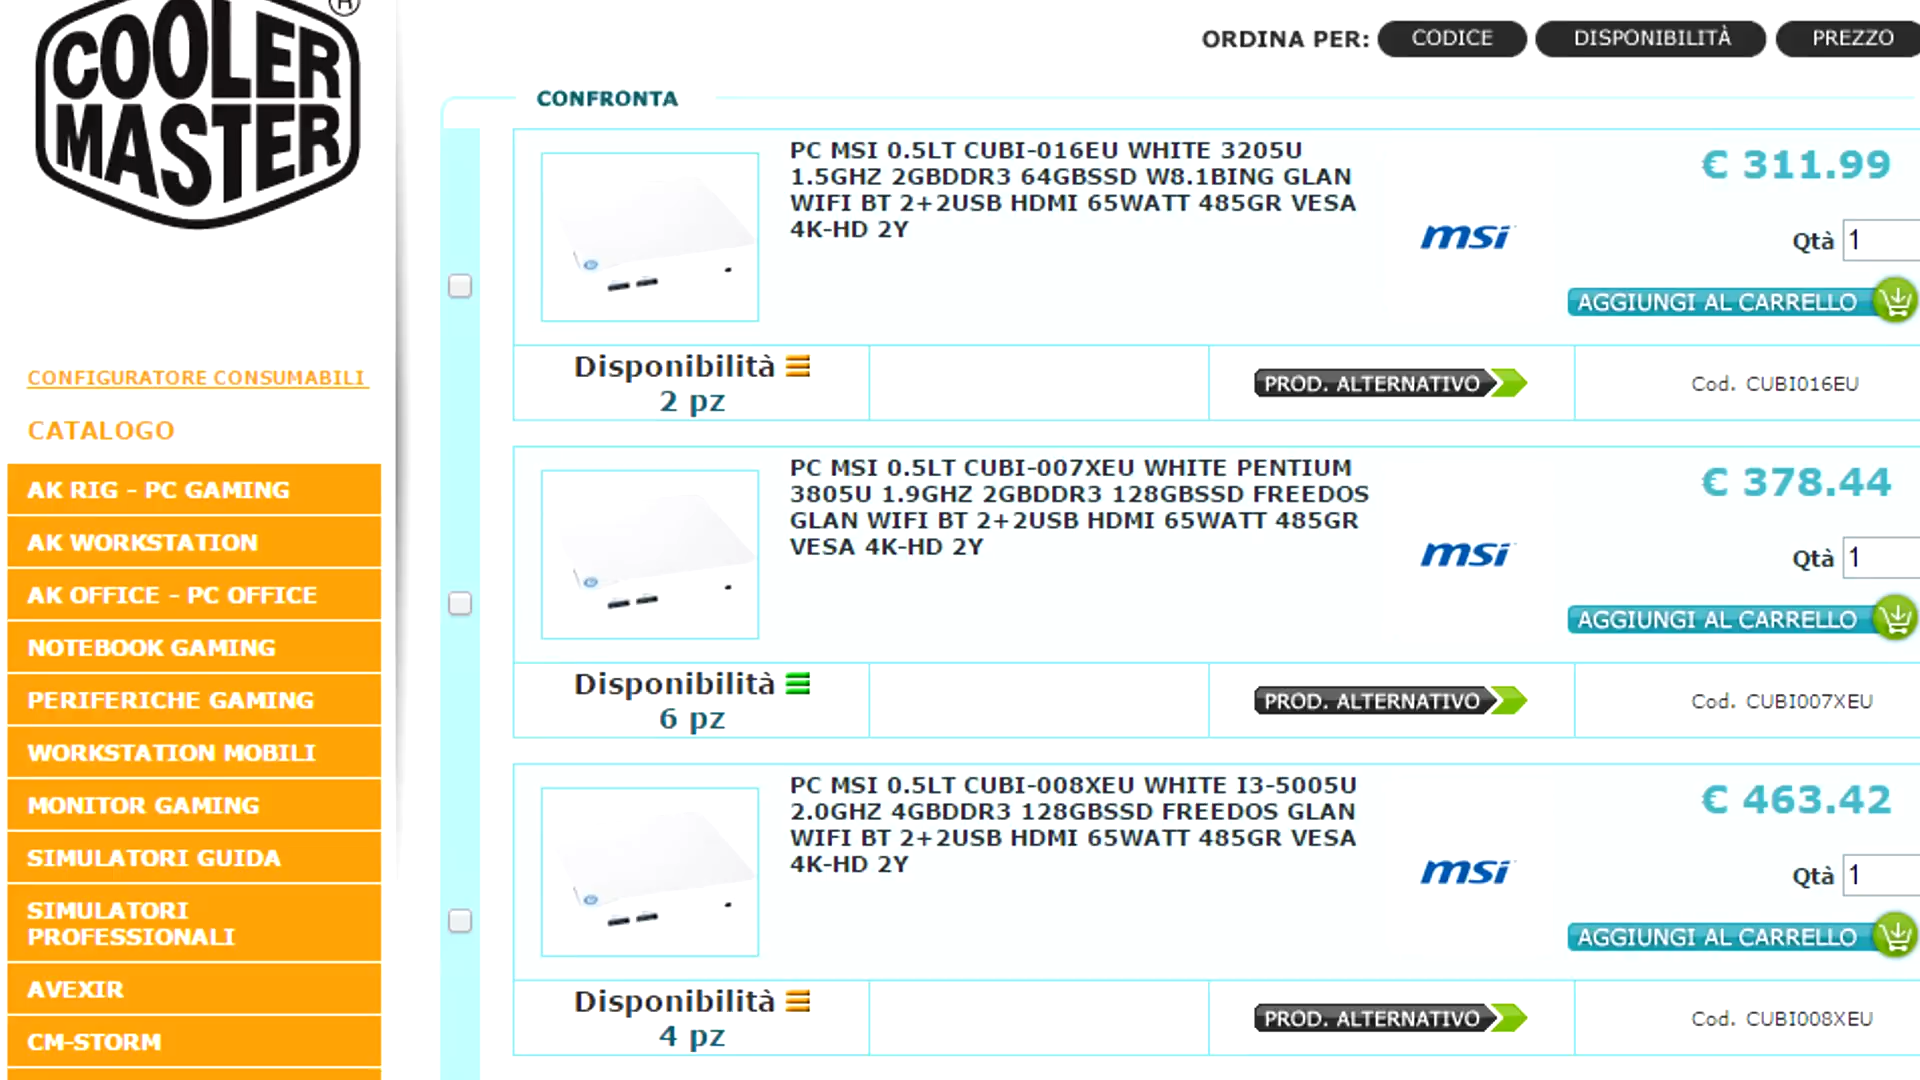 COOLER
MASTER
®
CONFIGURATORE CONSUMABILI
CATALOGO
AK RIG - PC GAMING
AK WORKSTATION
AK OFFICE - PC OFFICE
NOTEBOOK GAMING
PERIFERICHE GAMING
WORKSTATION MOBILI
MONITOR GAMING
SIMULATORI GUIDA
SIMULATORI
PROFESSIONALI
AVEXIR
CM-STORM
ORDINA PER: CODICE DISPONIBILITÀ PREZZO
CONFRONTA
PC MSI 0.5LT CUBI-016EU WHITE 3205U
1.5GHZ 2GBDDR3 64GBSSD W8.1BING GLAN
WIFI BT 2+2USB HDMI 65WATT 485GR VESA
4K-HD 2Y
msi
€ 311.99
Qtà 1
AGGIUNGI AL CARRELLO
Disponibilità
2 pz
PROD. ALTERNATIVO
Cod. CUBI016EU
PC MSI 0.5LT CUBI-007XEU WHITE PENTIUM
3805U 1.9GHZ 2GBDDR3 128GBSSD FREEDOS
GLAN WIFI BT 2+2USB HDMI 65WATT 485GR
VESA 4K-HD 2Y
msi
€ 378.44
Qtà 1
AGGIUNGI AL CARRELLO
Disponibilità
6 pz
PROD. ALTERNATIVO
Cod. CUBI007XEU
PC MSI 0.5LT CUBI-008XEU WHITE I3-5005U
2.0GHZ 4GBDDR3 128GBSSD FREEDOS GLAN
WIFI BT 2+2USB HDMI 65WATT 485GR VESA
4K-HD 2Y
msi
€ 463.42
Qtà 1
AGGIUNGI AL CARRELLO
Disponibilità
4 pz
PROD. ALTERNATIVO
Cod. CUBI008XEU